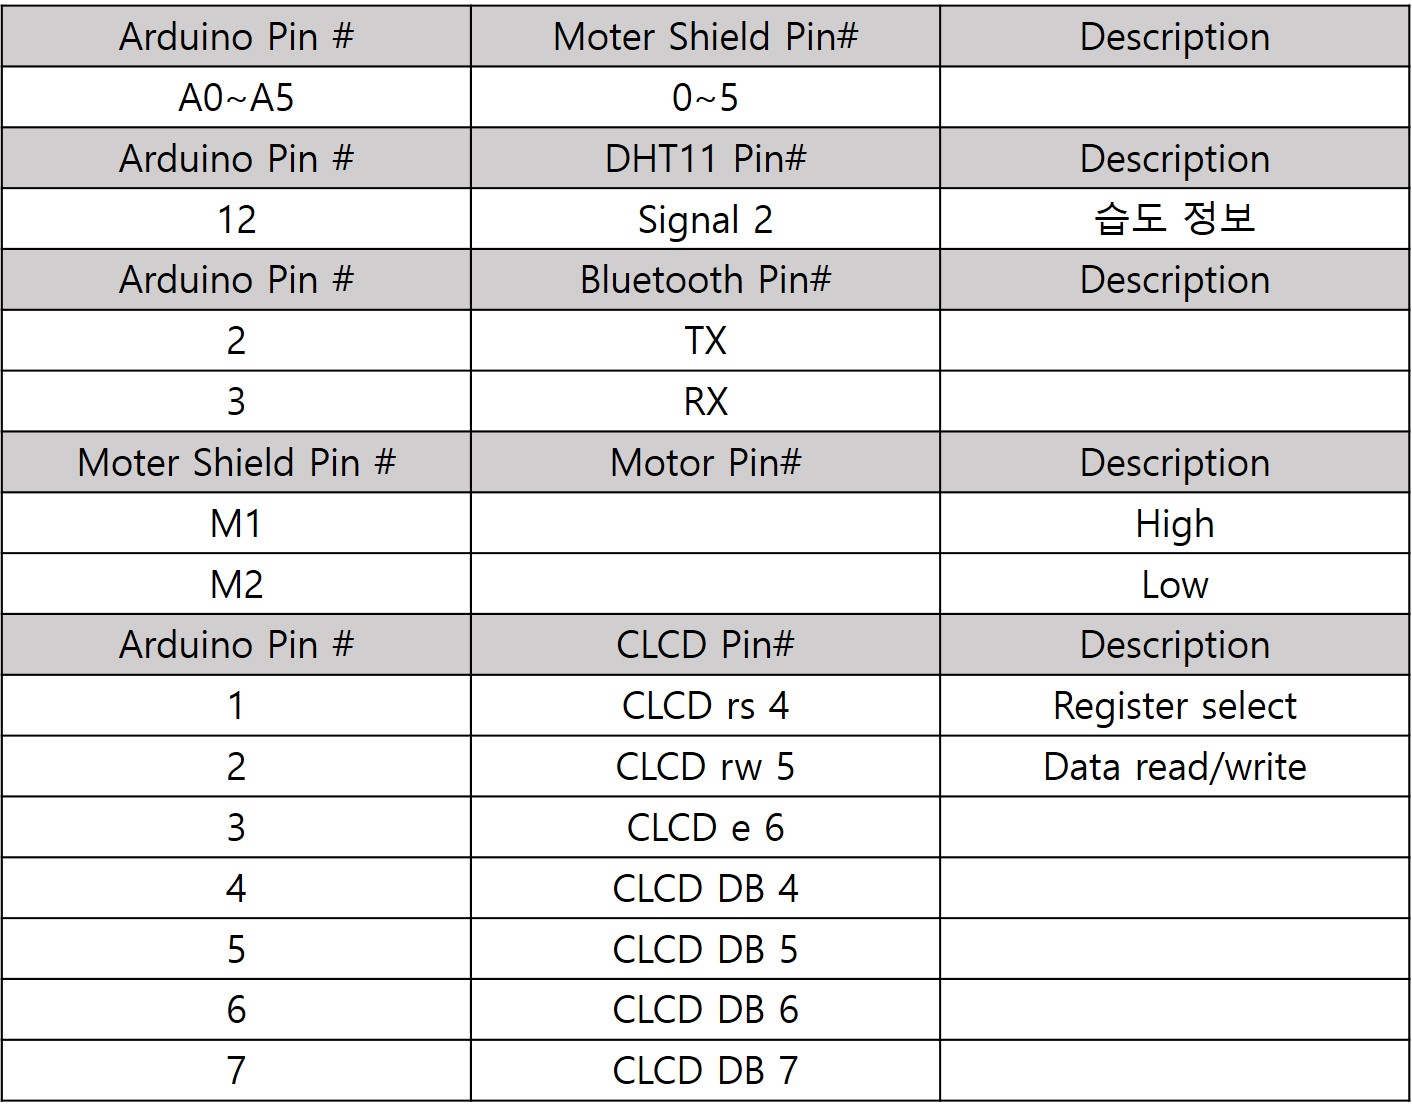 Arduino Pin # Moter Shield Pin# Description
A0~A5 0~5
Arduino Pin # DHT11 Pin# Description
12 Signal 2 습도 정보
Arduino Pin # Bluetooth Pin# Description
2 TX
3 RX
Moter Shield Pin # Motor Pin# Description
M1 High
M2 Low
Arduino Pin # CLCD Pin# Description
1 CLCD rs 4 Register select
2 CLCD rw 5 Data read/write
3 CLCD e 6
4 CLCD DB 4
5 CLCD DB 5
6 CLCD DB 6
7 CLCD DB 7